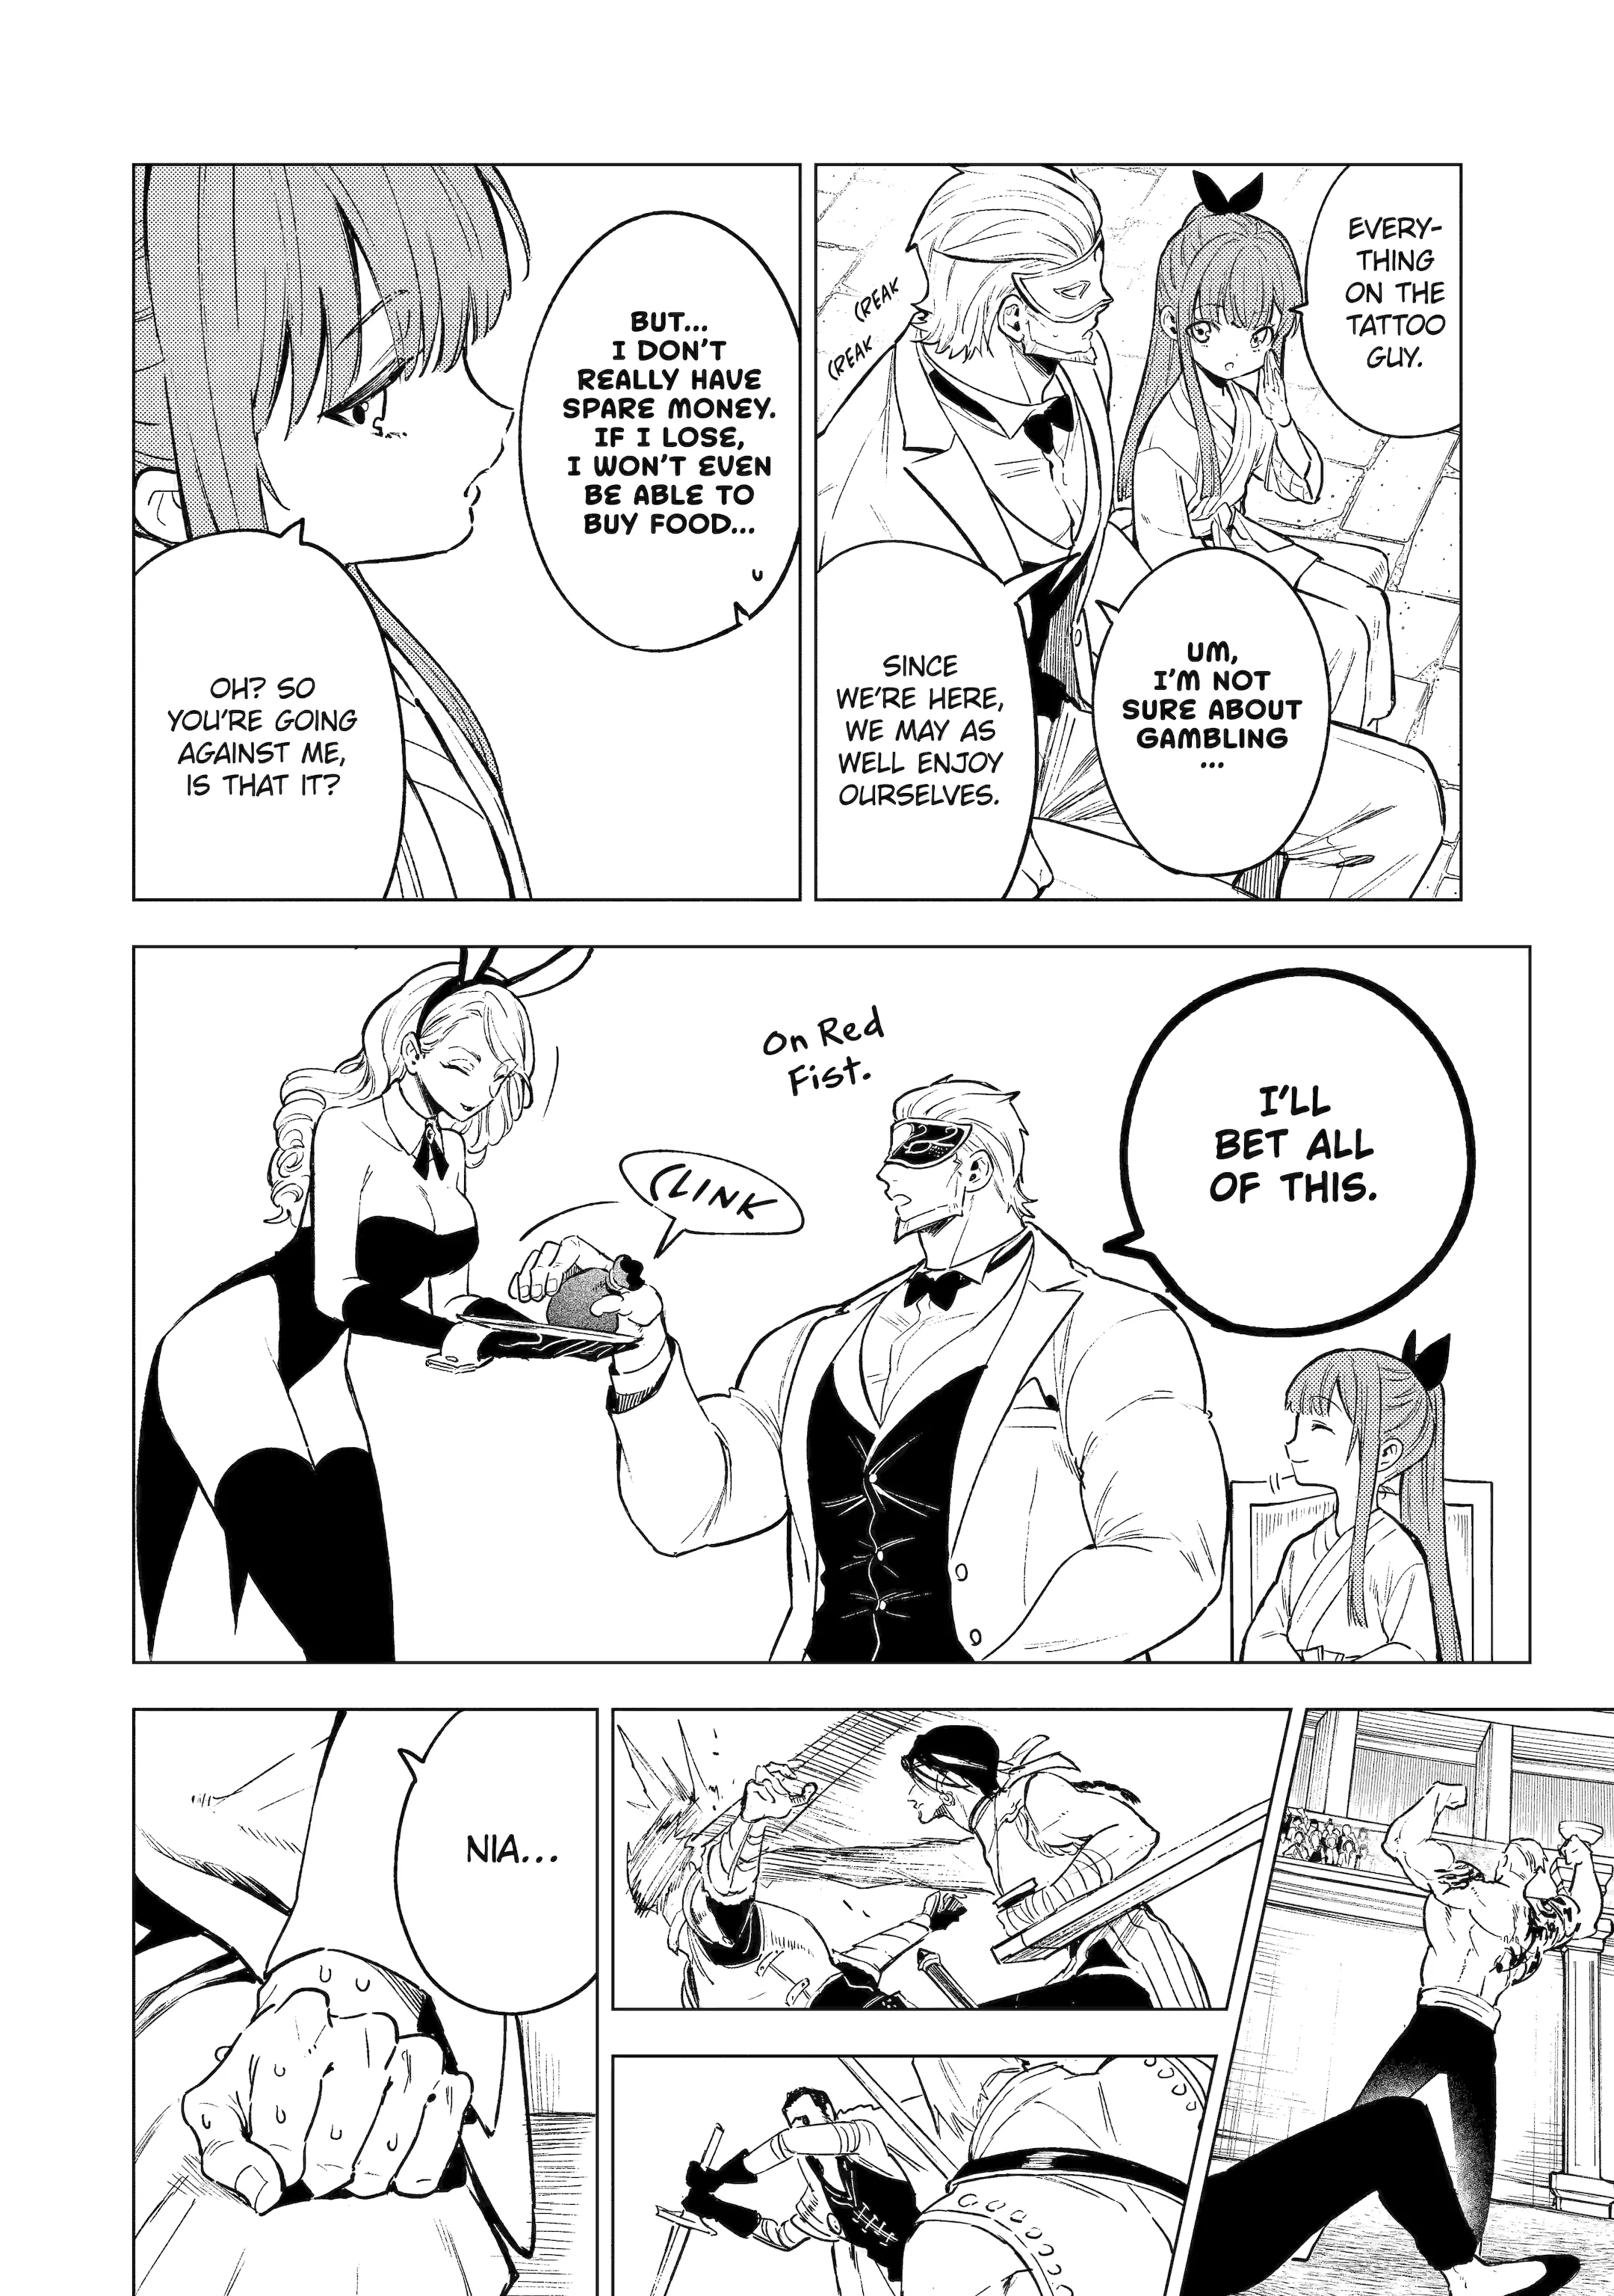 EVERY-
THING
ON THE
TATTOO
GUY.
CREAK
CREAK
UM,
I'M NOT
SURE ABOUT
GAMBLING
...
SINCE
WE'RE HERE,
WE MAY AS
WELL ENJOY
OURSELVES.
BUT...
I DON'T
REALLY HAVE
SPARE MONEY.
IF I LOSE,
I WON'T EVEN
BE ABLE TO
BUY FOOD...
OH? SO
YOU'RE GOING
AGAINST ME,
IS THAT IT?
I'LL
BET ALL
OF THIS.
On Red
Fist.
CLINK
NIA...